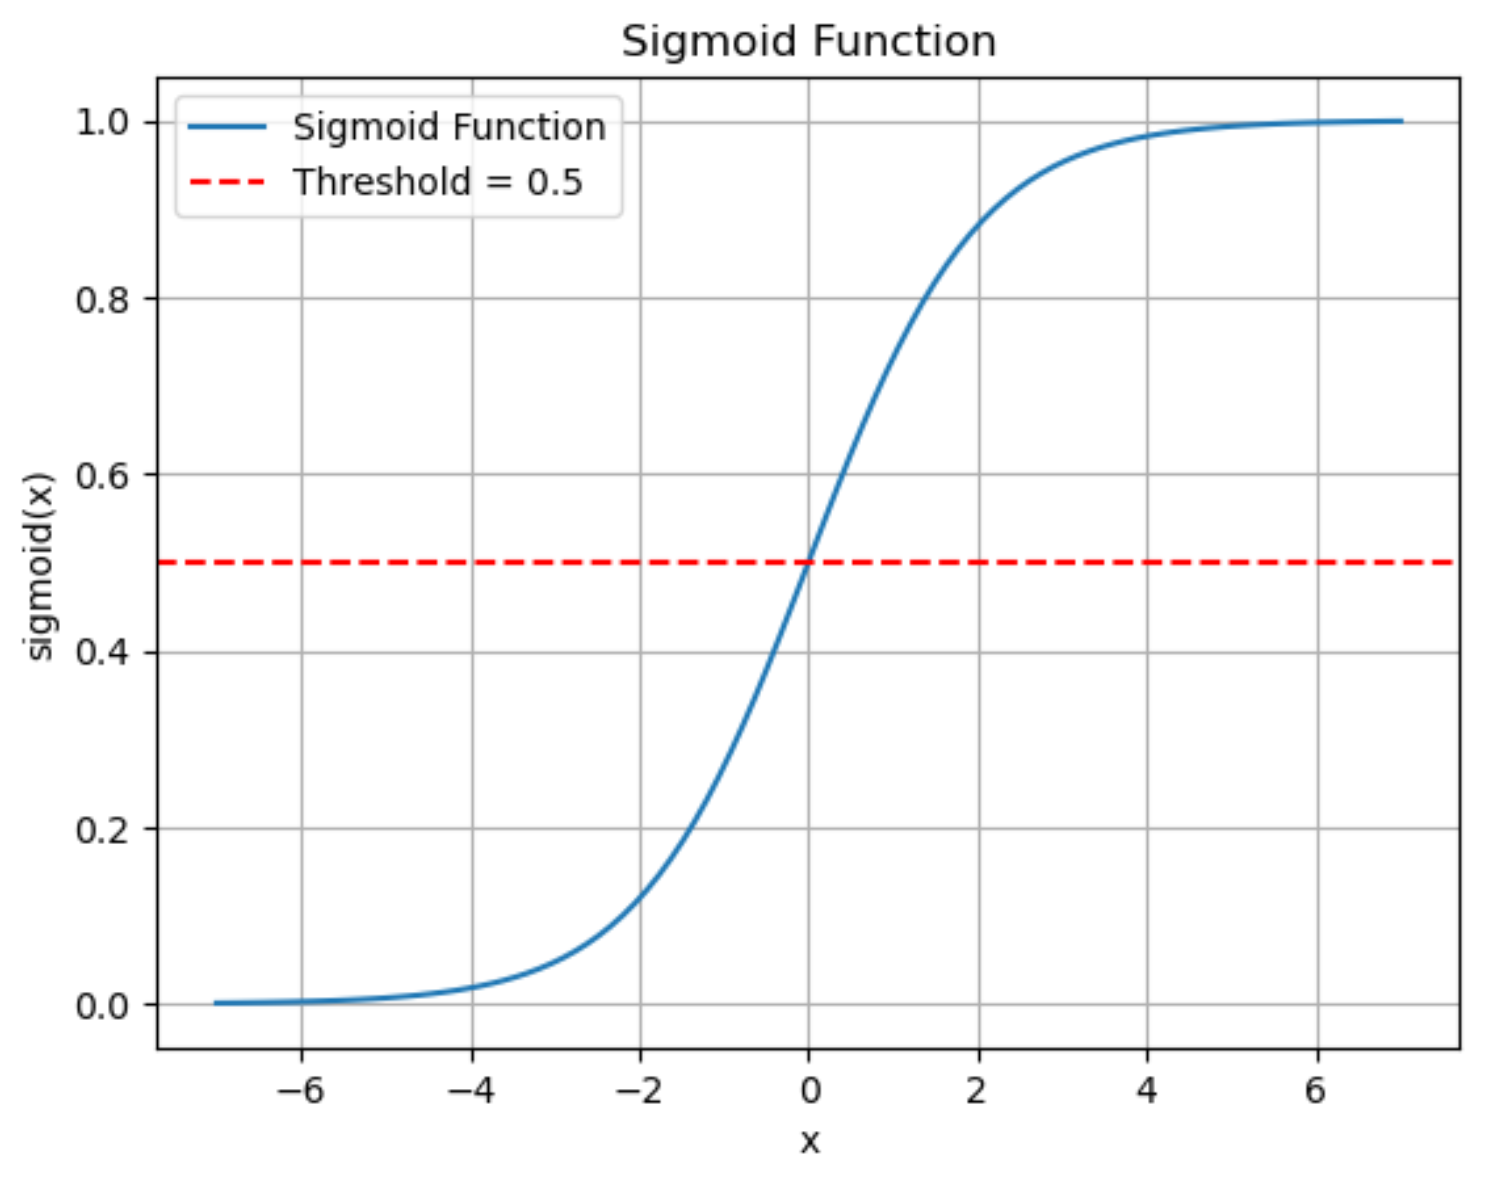 Sigmoid Function
Sigmoid Function
Threshold = 0.5
1.0
0.8
0.6
0.4
0.2
0.0
sigmoid(x)
−6 −4 −2 0 2 4 6
x